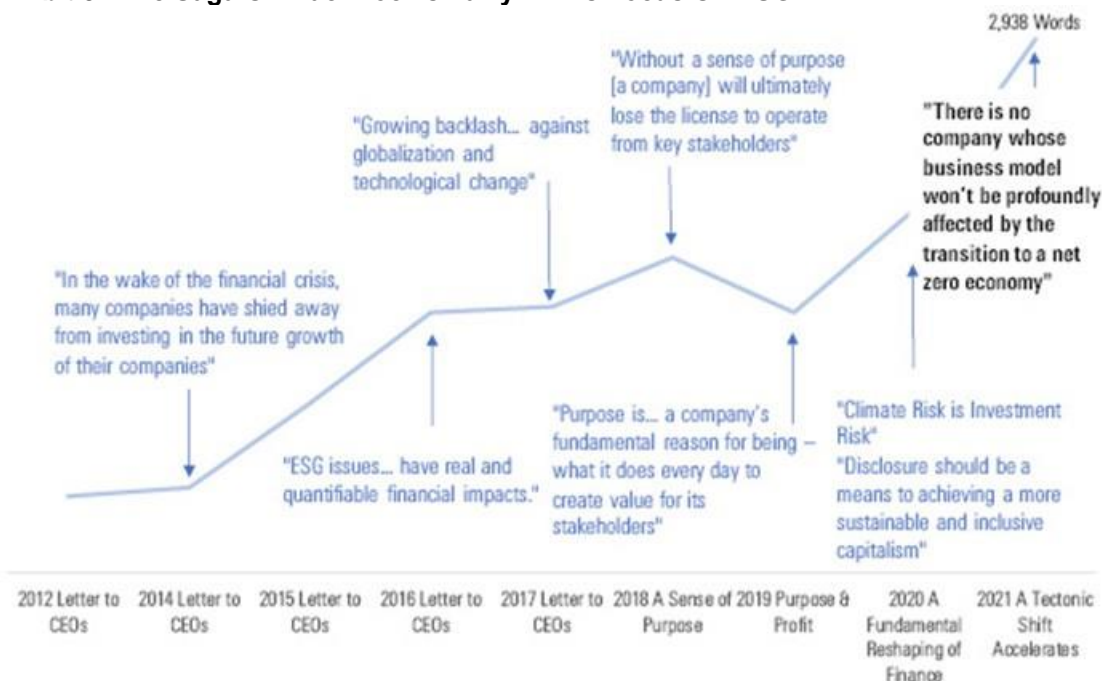 2,938 Words
"Without a sense of purpose
[a company] will ultimately
lose the license to operate
from key stakeholders"
"There is no
company whose
business model
won't be profoundly
affected by the
transition to a net
zero economy"
"Growing backlash... against
globalization and
technological change"
"In the wake of the financial crisis,
many companies have shied away
from investing in the future growth
of their companies"
"ESG issues... have real and
quantifiable financial impacts."
"Purpose is... a company's
fundamental reason for being –
what it does every day to
create value for its
stakeholders"
"Climate Risk is Investment
Risk"
"Disclosure should be a
means to achieving a more
sustainable and inclusive
capitalism"
2012 Letter to
CEOs
2014 Letter to
CEOs
2015 Letter to
CEOs
2016 Letter to
CEOs
2017 Letter to
CEOs
2018 A Sense of
Purpose
2019 Purpose &
Profit
2020 A
Fundamental
Reshaping of
Finance
2021 A Tectonic
Shift
Accelerates